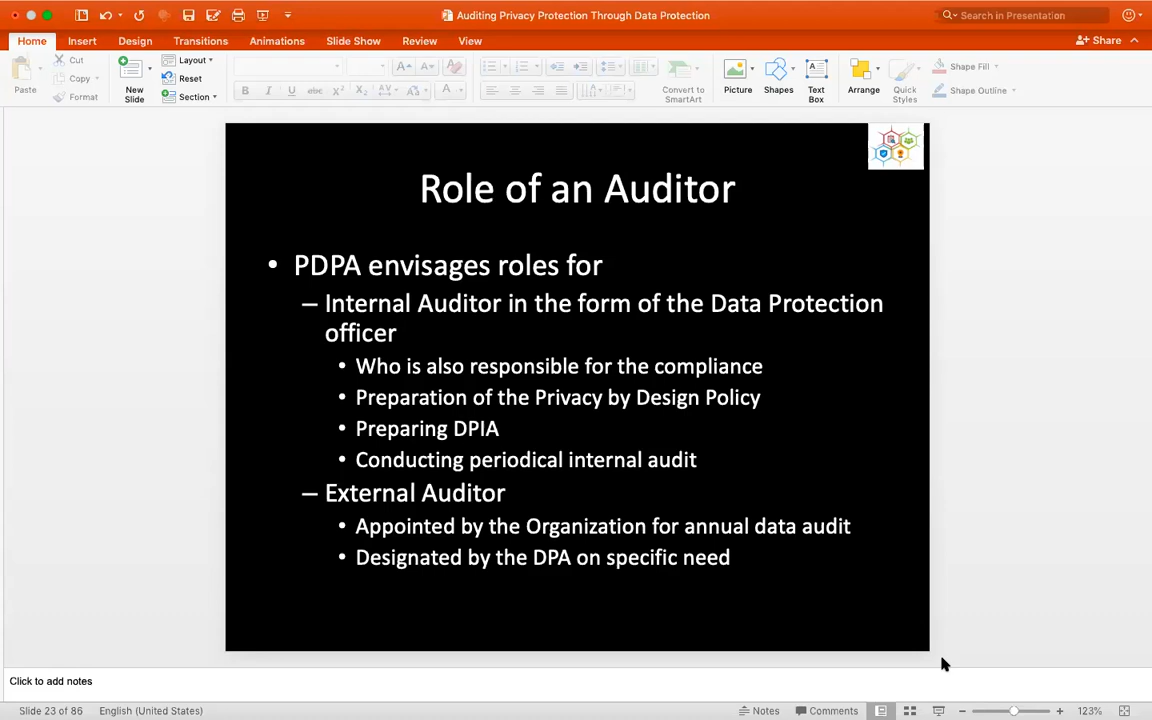 Auditing Privacy Protection Through Data Protection
Search in Presentation
Home Insert Design Transitions Animations Slide Show Review View
Share
Paste
Cut
Copy
Format
New Slide
Layout
Reset
Section
B I U abc X² X₂ AV Aa A
Convert to SmartArt
Picture
Shapes
Text Box
Arrange
Quick Styles
Shape Fill
Shape Outline
Role of an Auditor
• PDPA envisages roles for
– Internal Auditor in the form of the Data Protection
officer
• Who is also responsible for the compliance
• Preparation of the Privacy by Design Policy
• Preparing DPIA
• Conducting periodical internal audit
– External Auditor
• Appointed by the Organization for annual data audit
• Designated by the DPA on specific need
Click to add notes
Slide 23 of 86 English (United States)
Notes Comments 123%